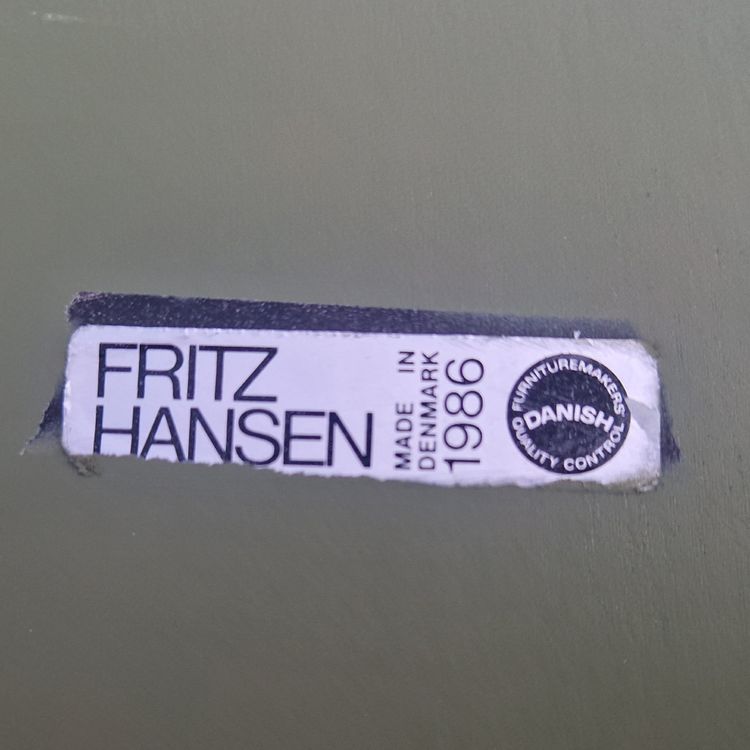 FRITZ
HANSEN
MADE IN
DENMARK
1986
FURNITUREMAKERS'
DANISH
QUALITY CONTROL